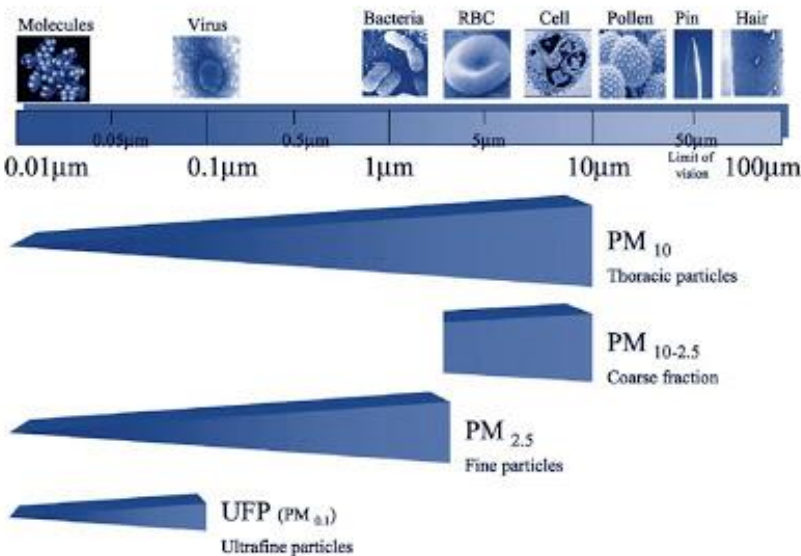 Molecules Virus Bacteria RBC Cell Pollen Pin Hair
0.05µm 0.5µm 5µm 50µm
0.01µm 0.1µm 1µm 10µm Limit of vision 100µm
PM 10
Thoracic particles
PM 10-2.5
Coarse fraction
PM 2.5
Fine particles
UFP (PM 0.1)
Ultrafine particles